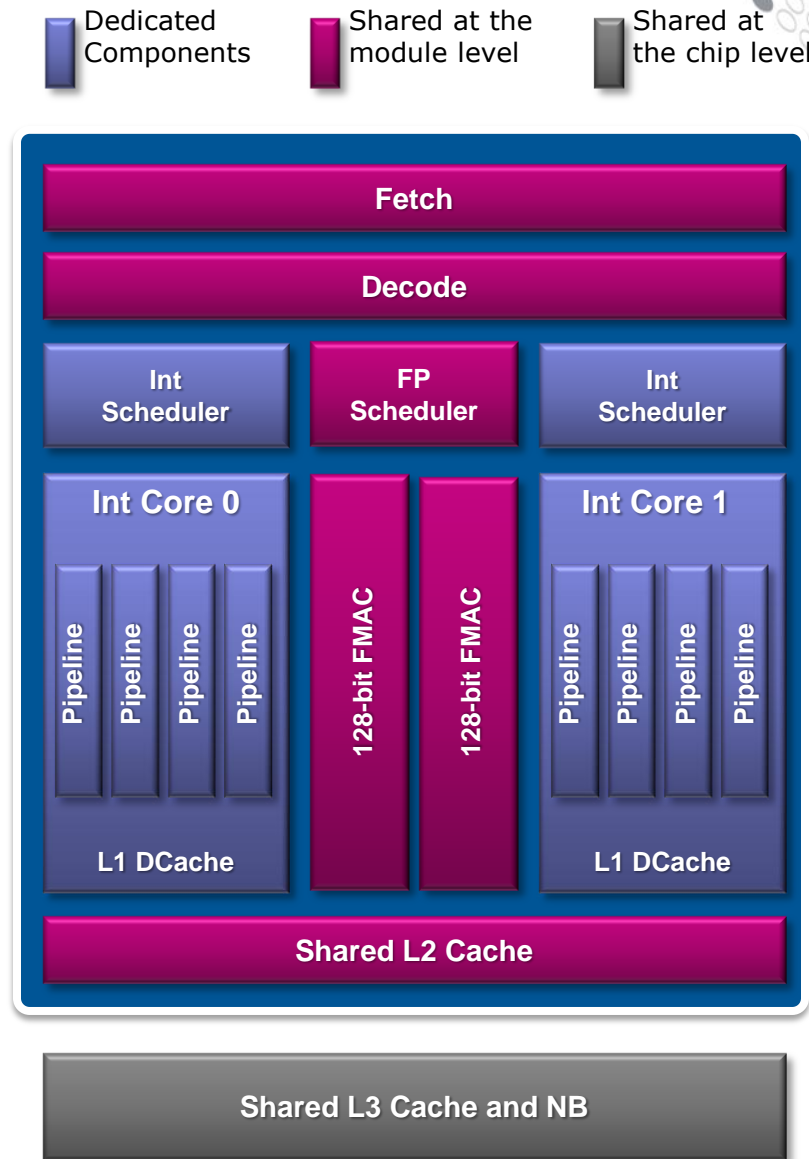 Dedicated
Components
Shared at the
module level
Shared at
the chip level
Fetch
Decode
Int
Scheduler
FP
Scheduler
Int
Scheduler
Int Core 0
Pipeline
Pipeline
Pipeline
Pipeline
L1 DCache
128-bit FMAC
128-bit FMAC
Int Core 1
Pipeline
Pipeline
Pipeline
Pipeline
L1 DCache
Shared L2 Cache
Shared L3 Cache and NB